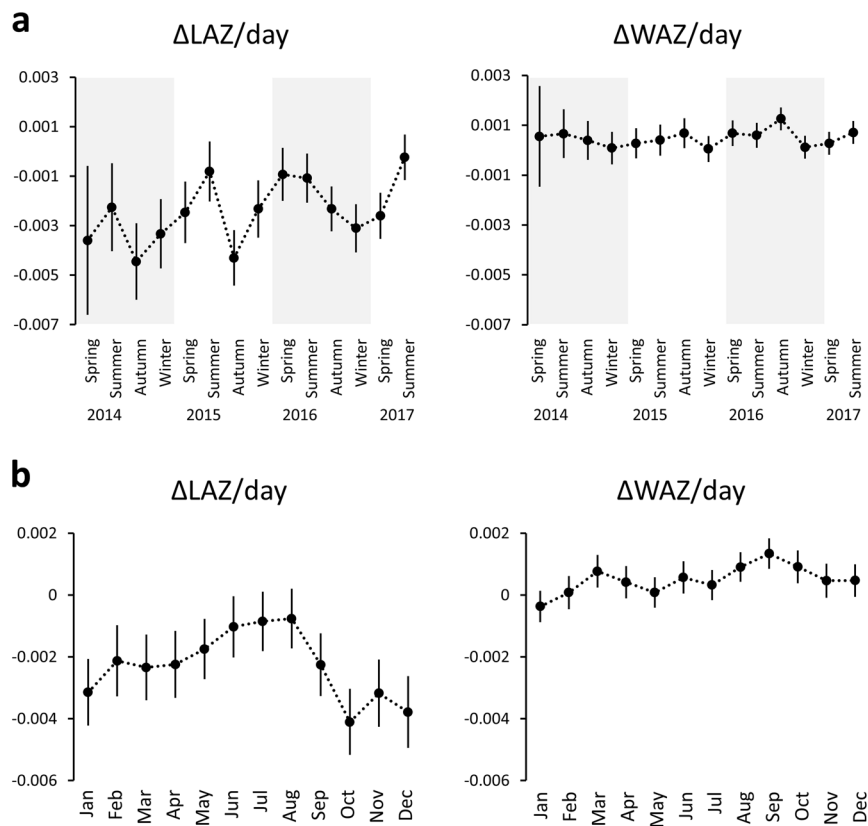 a
ΔLAZ/day
ΔWAZ/day
0.003
0.001
-0.001
-0.003
-0.005
-0.007
Spring
Summer
Autumn
Winter
Spring
Summer
Autumn
Winter
Spring
Summer
Autumn
Winter
Spring
Summer
2014
2015
2016
2017
0.003
0.001
-0.001
-0.003
-0.005
-0.007
Spring
Summer
Autumn
Winter
Spring
Summer
Autumn
Winter
Spring
Summer
Autumn
Winter
Spring
Summer
2014
2015
2016
2017
b
ΔLAZ/day
ΔWAZ/day
0.002
0
-0.002
-0.004
-0.006
Jan
Feb
Mar
Apr
May
Jun
Jul
Aug
Sep
Oct
Nov
Dec
0.002
0
-0.002
-0.004
-0.006
Jan
Feb
Mar
Apr
May
Jun
Jul
Aug
Sep
Oct
Nov
Dec